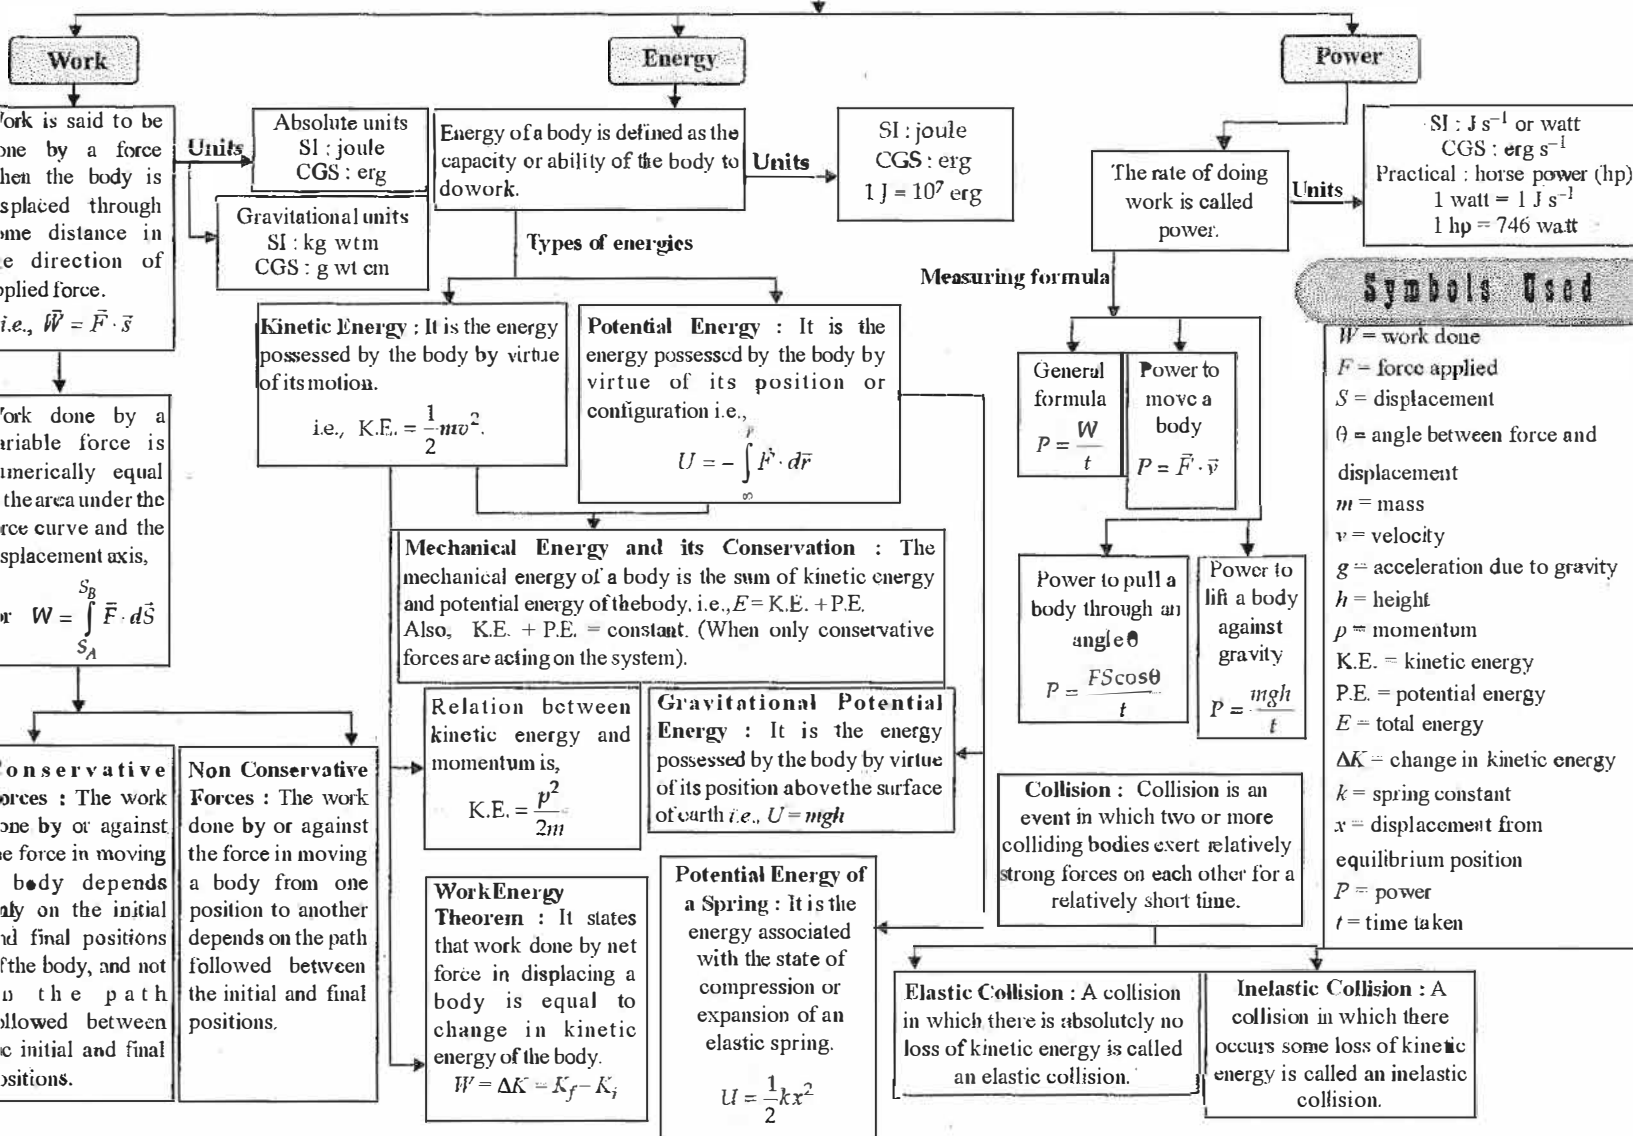 Work
Energy
Power
ork is said to be
one by a force
hen the body is
splaced through
ome distance in
e direction of
pplied force.
i.e., W⃗ = F⃗ · s⃗
Units
Absolute units
SI : joule
CGS : erg
Gravitational units
SI : kg wt m
CGS : g wt cm
ork done by a
ariable force is
umerically equal
the area under the
rce curve and the
splacement axis,
or W = ∫ F⃗ · dS⃗
S_B
S_A
onservative
orces : The work
one by or against
e force in moving
body depends
nly on the initial
nd final positions
f the body, and not
n the path
ollowed between
c initial and final
ositions.
Non Conservative
Forces : The work
done by or against
the force in moving
a body from one
position to another
depends on the path
followed between
the initial and final
positions.
Energy of a body is defined as the
capacity or ability of the body to
do work.
Units
SI : joule
CGS : erg
1 J = 10⁷ erg
Types of energies
Kinetic Energy : It is the energy
possessed by the body by virtue
of its motion.
i.e., K.E. = 1/2 mv².
Potential Energy : It is the
energy possessed by the body by
virtue of its position or
configuration i.e.,
U = − ∫ F⃗ · dr⃗
r
∞
Mechanical Energy and its Conservation : The
mechanical energy of a body is the sum of kinetic energy
and potential energy of the body, i.e., E = K.E. + P.E.
Also, K.E. + P.E. = constant. (When only conservative
forces are acting on the system).
Relation between
kinetic energy and
momentum is,
K.E. = p²/2m
Gravitational Potential
Energy : It is the energy
possessed by the body by virtue
of its position above the surface
of earth i.e., U = mgh
Work Energy
Theorem : It states
that work done by net
force in displacing a
body is equal to
change in kinetic
energy of the body.
W = ΔK = K_f − K_i
Potential Energy of
a Spring : It is the
energy associated
with the state of
compression or
expansion of an
elastic spring.
U = 1/2 kx²
The rate of doing
work is called
power.
Units
SI : J s⁻¹ or watt
CGS : erg s⁻¹
Practical : horse power (hp)
1 watt = 1 J s⁻¹
1 hp = 746 watt
Measuring formula
General
formula
P = W/t
Power to
move a
body
P = F⃗ · v⃗
Power to pull a
body through an
angle θ
P = FS cosθ/t
Power to
lift a body
against
gravity
P = mgh/t
Collision : Collision is an
event in which two or more
colliding bodies exert relatively
strong forces on each other for a
relatively short time.
Elastic Collision : A collision
in which there is absolutely no
loss of kinetic energy is called
an elastic collision.
Inelastic Collision : A
collision in which there
occurs some loss of kinetic
energy is called an inelastic
collision.
Symbols Used
W = work done
F = force applied
S = displacement
θ = angle between force and
displacement
m = mass
v = velocity
g = acceleration due to gravity
h = height
p = momentum
K.E. = kinetic energy
P.E. = potential energy
E = total energy
ΔK = change in kinetic energy
k = spring constant
x = displacement from
equilibrium position
P = power
t = time taken